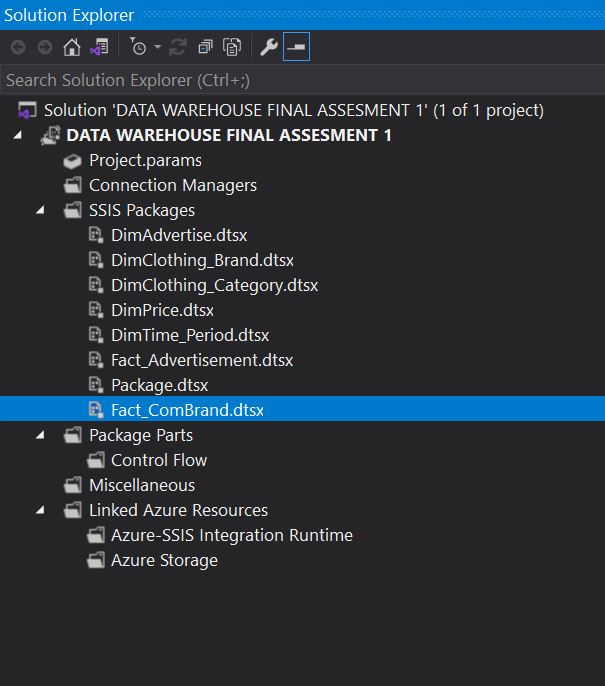 Solution Explorer
Search Solution Explorer (Ctrl+;)
Solution 'DATA WAREHOUSE FINAL ASSESMENT 1' (1 of 1 project)
DATA WAREHOUSE FINAL ASSESMENT 1
Project.params
Connection Managers
SSIS Packages
DimAdvertise.dtsx
DimClothing_Brand.dtsx
DimClothing_Category.dtsx
DimPrice.dtsx
DimTime_Period.dtsx
Fact_Advertisement.dtsx
Package.dtsx
Fact_ComBrand.dtsx
Package Parts
Control Flow
Miscellaneous
Linked Azure Resources
Azure-SSIS Integration Runtime
Azure Storage